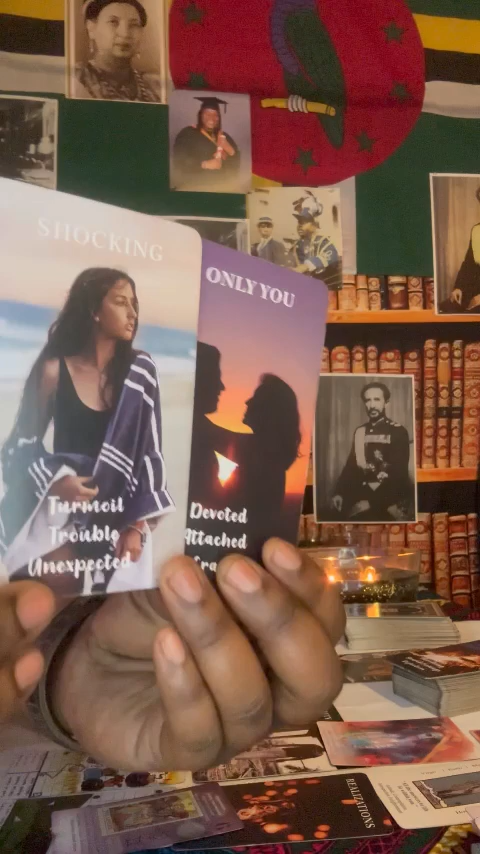 SHOCKING
Turmoil
Trouble
Unexpected
ONLY YOU
Devoted
Attached
REALIZATIONS